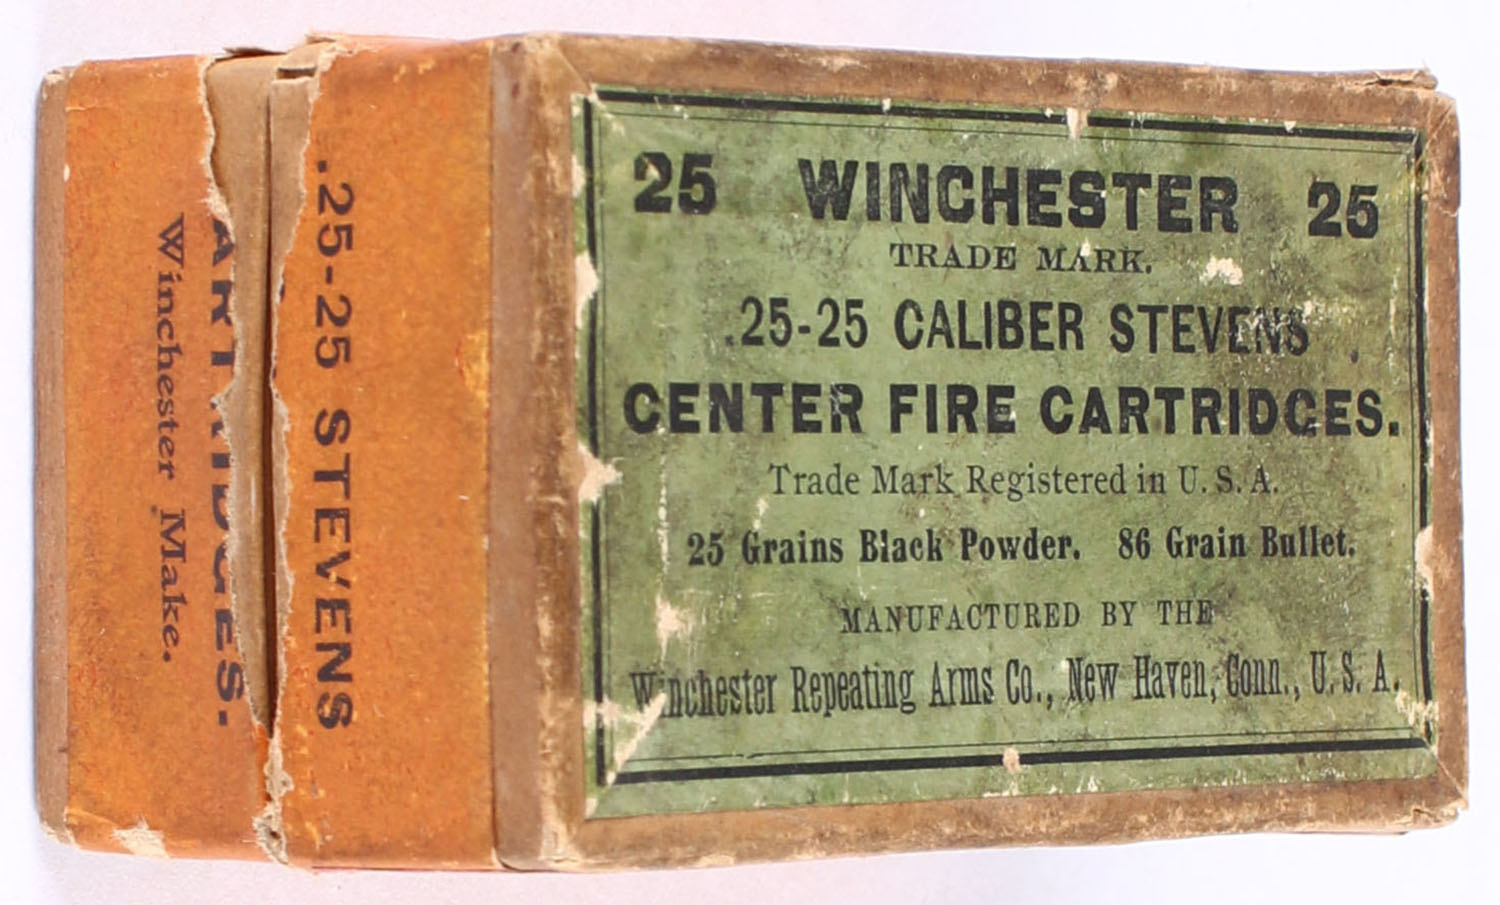 25 WINCHESTER 25
TRADE MARK.
.25-25 CALIBER STEVENS
CENTER FIRE CARTRIDGES.
Trade Mark Registered in U. S. A.
25 Grains Black Powder. 86 Grain Bullet.
MANUFACTURED BY THE
Winchester Repeating Arms Co., New Haven, Conn., U. S. A.
.25-25 STEVENS
CARTRIDGES.
Winchester Make.